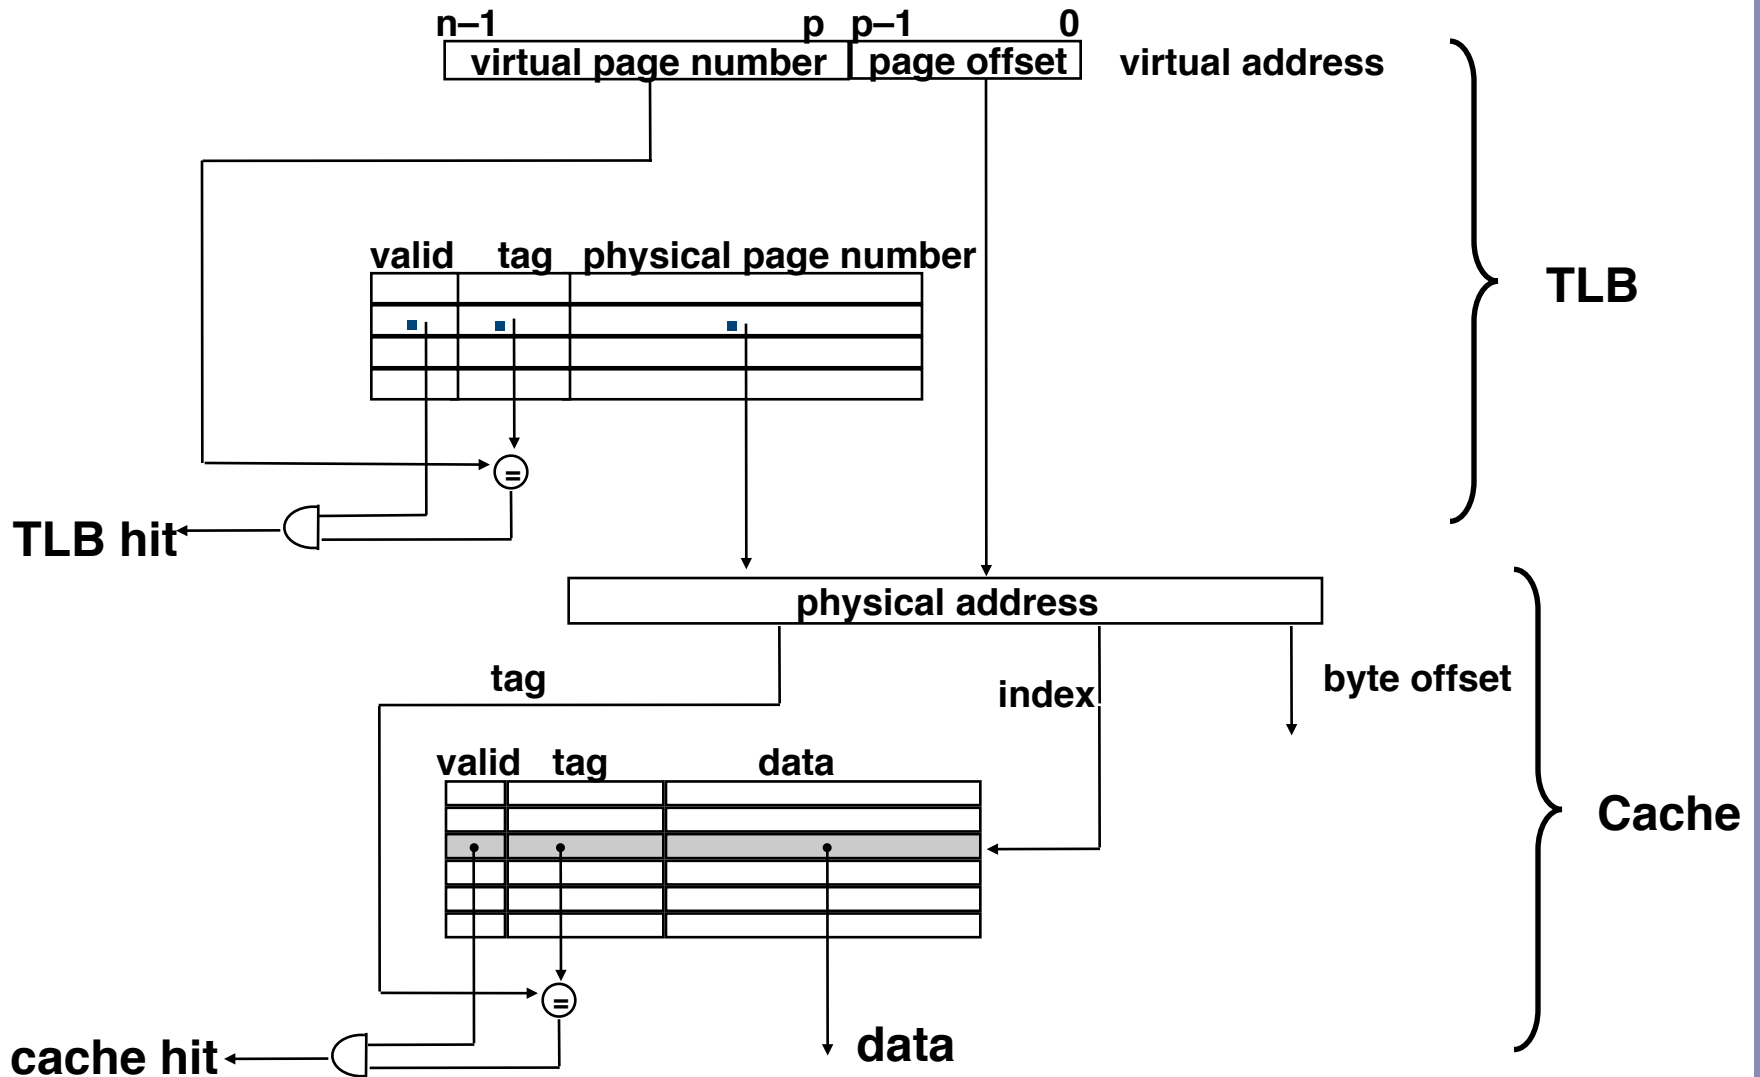 n–1 p p–1 0
virtual page number page offset virtual address
valid tag physical page number
TLB
=
TLB hit
physical address
tag index byte offset
valid tag data
Cache
=
cache hit data